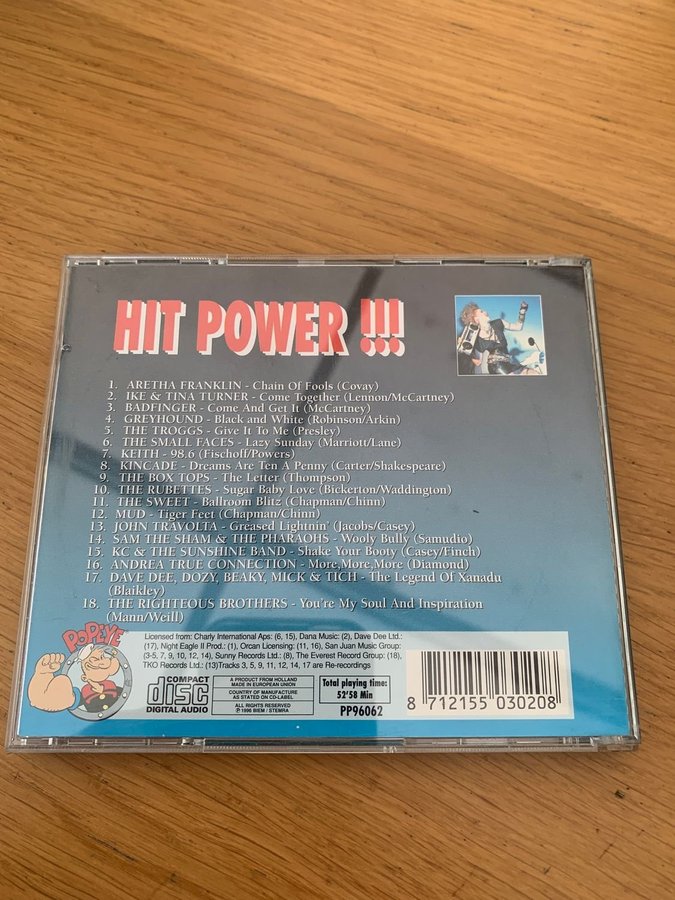 HIT POWER !!!
1. ARETHA FRANKLIN - Chain Of Fools (Covay)
2. IKE & TINA TURNER - Come Together (Lennon/McCartney)
3. BADFINGER - Come And Get It (McCartney)
4. GREYHOUND - Black and White (Robinson/Arkin)
5. THE TROGGS - Give It To Me (Presley)
6. THE SMALL FACES - Lazy Sunday (Marriott/Lane)
7. KEITH - 98.6 (Fischoff/Powers)
8. KINCADE - Dreams Are Ten A Penny (Carter/Shakespeare)
9. THE BOX TOPS - The Letter (Thompson)
10. THE RUBETTES - Sugar Baby Love (Bickerton/Waddington)
11. THE SWEET - Ballroom Blitz (Chapman/Chinn)
12. MUD - Tiger Feet (Chapman/Chinn)
13. JOHN TRAVOLTA - Greased Lightnin' (Jacobs/Casey)
14. SAM THE SHAM & THE PHARAOHS - Wooly Bully (Samudio)
15. KC & THE SUNSHINE BAND - Shake Your Booty (Casey/Finch)
16. ANDREA TRUE CONNECTION - More,More,More (Diamond)
17. DAVE DEE, DOZY, BEAKY, MICK & TICH - The Legend Of Xanadu
(Blaikley)
18. THE RIGHTEOUS BROTHERS - You're My Soul And Inspiration
(Mann/Weill)
POPEYE
Licensed from: Charly International Aps: (6, 15), Dana Music: (2), Dave Dee Ltd.:
(17), Night Eagle II Prod.: (1), Orcan Licensing: (11, 16), San Juan Music Group:
(3-5, 7, 9, 10, 12, 14), Sunny Records Ltd.: (8), The Everest Record Group: (18),
TKO Records Ltd.: (13)Tracks 3, 5, 9, 11, 12, 14, 17 are Re-recordings
COMPACT
disc
DIGITAL AUDIO
A PRODUCT FROM HOLLAND
MADE IN EUROPEAN UNION
COUNTRY OF MANUFACTURE
AS STATED ON CD-LABEL
ALL RIGHTS RESERVED
℗ 1996 BIEM / STEMRA
Total playing time:
52'58 Min
PP96062
8 712155 030208